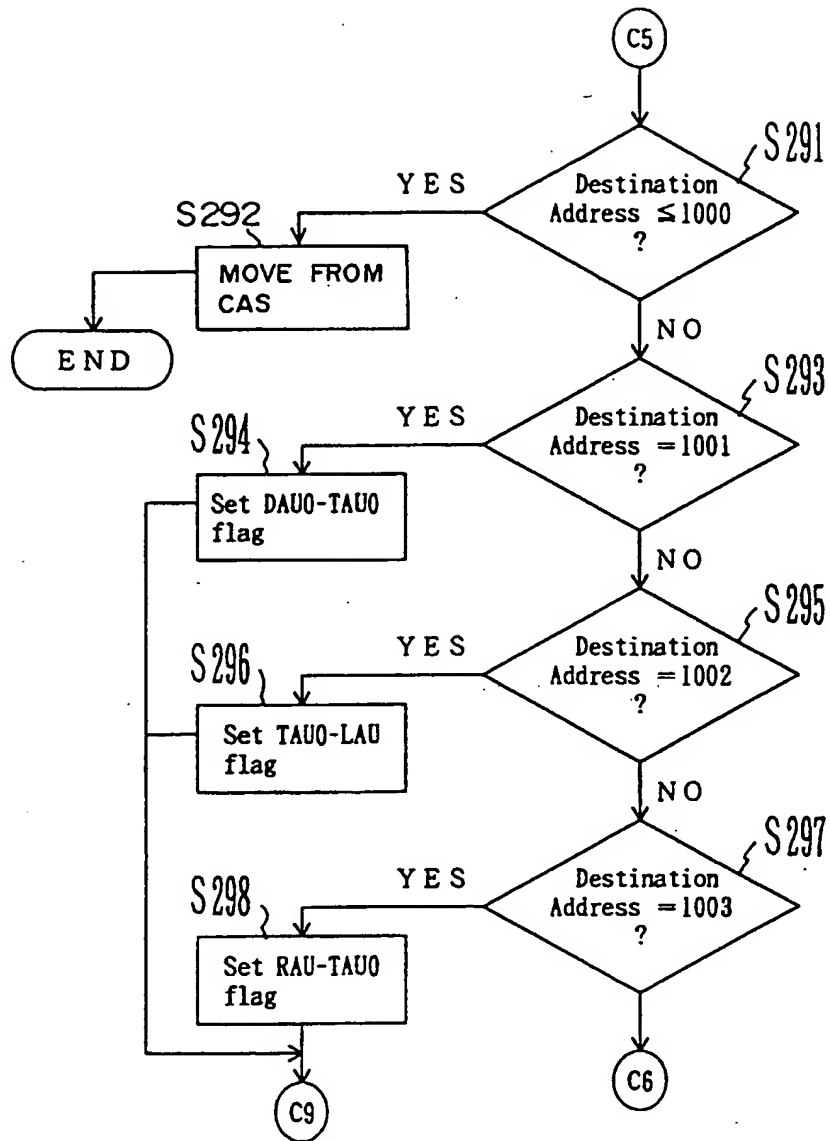 C5
S291
Destination
Address ≦1000
?
YES
S292
MOVE FROM
CAS
END
NO
S293
Destination
Address =1001
?
YES
S294
Set DAU0-TAU0
flag
NO
S295
Destination
Address =1002
?
YES
S296
Set TAU0-LAU
flag
NO
S297
Destination
Address =1003
?
YES
S298
Set RAU-TAU0
flag
C9
C6